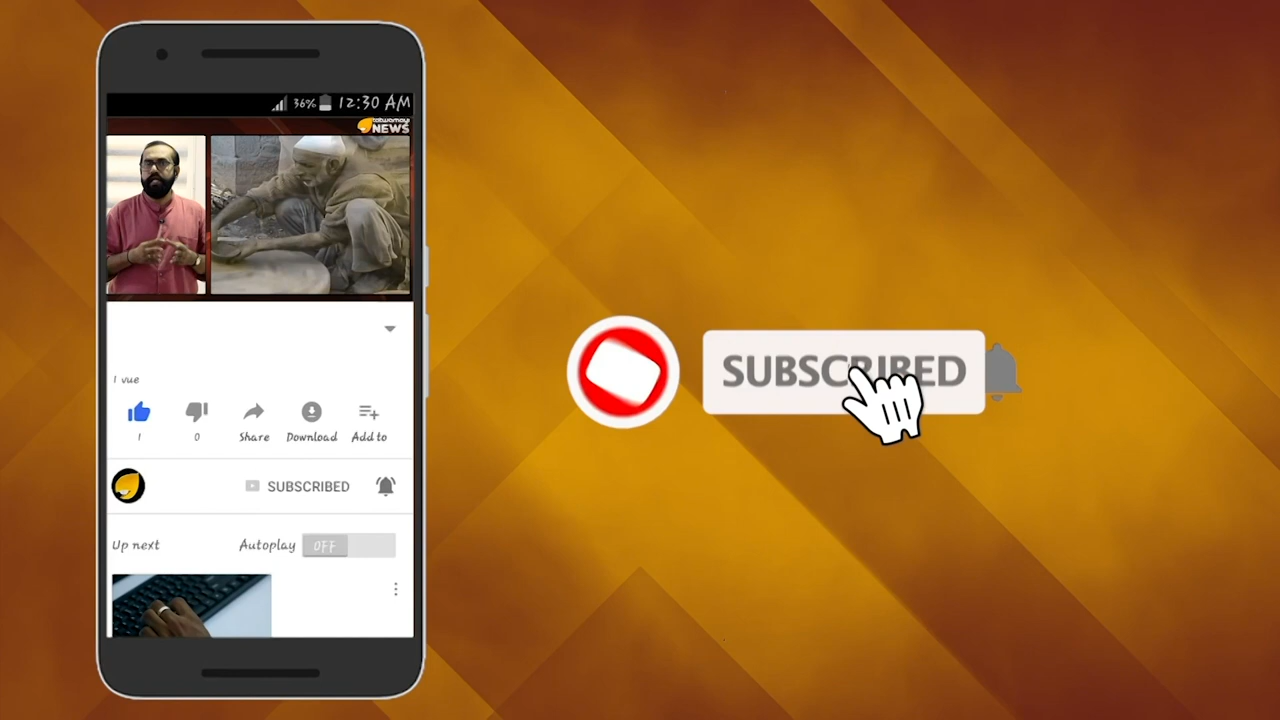 36% 12:30 AM
tatwamayi
NEWS
1 vue
1
0
Share
Download
Add to
SUBSCRIBED
Up next
Autoplay
OFF
SUBSCRIBED